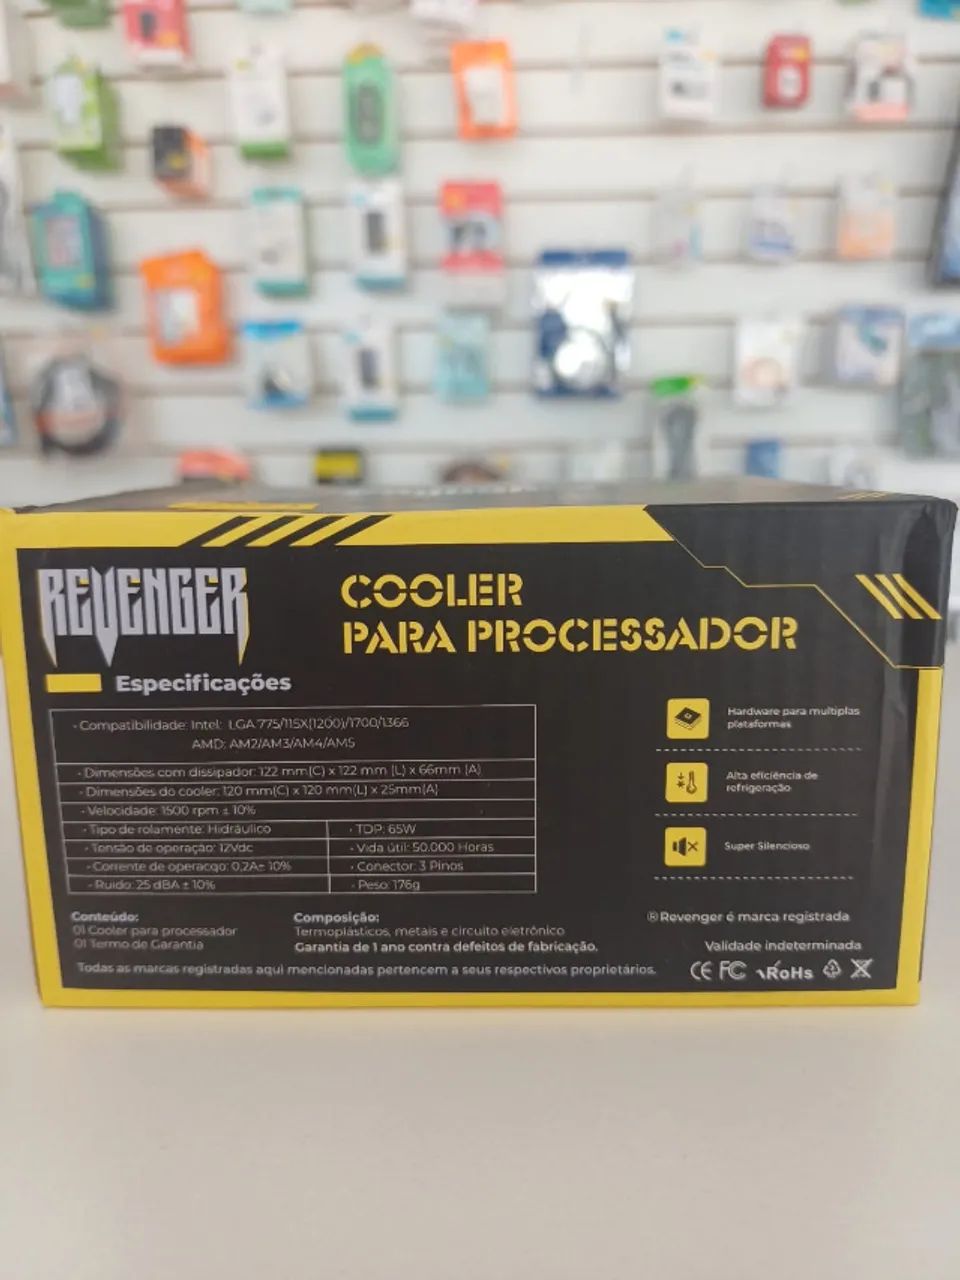 REVENGER
COOLER
PARA PROCESSADOR
Especificações
- Compatibilidade: Intel: LGA 775/115X(1200)/1700/1366
AMD: AM2/AM3/AM4/AM5
- Dimensões com dissipador: 122 mm(C) x 122 mm (L) x 66mm (A)
- Dimensões do cooler: 120 mm(C) x 120 mm(L) x 25mm(A)
- Velocidade: 1500 rpm ± 10%
- Tipo de rolamente: Hidráulico
- TDP: 65W
- Tensão de operação: 12Vdc
- Vida útil: 50.000 Horas
- Corrente de operacqo: 0,2A± 10%
- Conector: 3 Pinos
- Ruido: 25 dBA ± 10%
- Peso: 176g
Hardware para multiplas
plataformas
Alta eficiência de
refrigeração
Super Silencioso
Conteúdo:
01 Cooler para processador
01 Termo de Garantia
Composição:
Termoplásticos, metais e circuito eletrônico
Garantia de 1 ano contra defeitos de fabricação.
Todas as marcas registradas aqui mencionadas pertencem a seus respectivos proprietários.
® Revenger é marca registrada
Validade indeterminada
CE FC RoHs